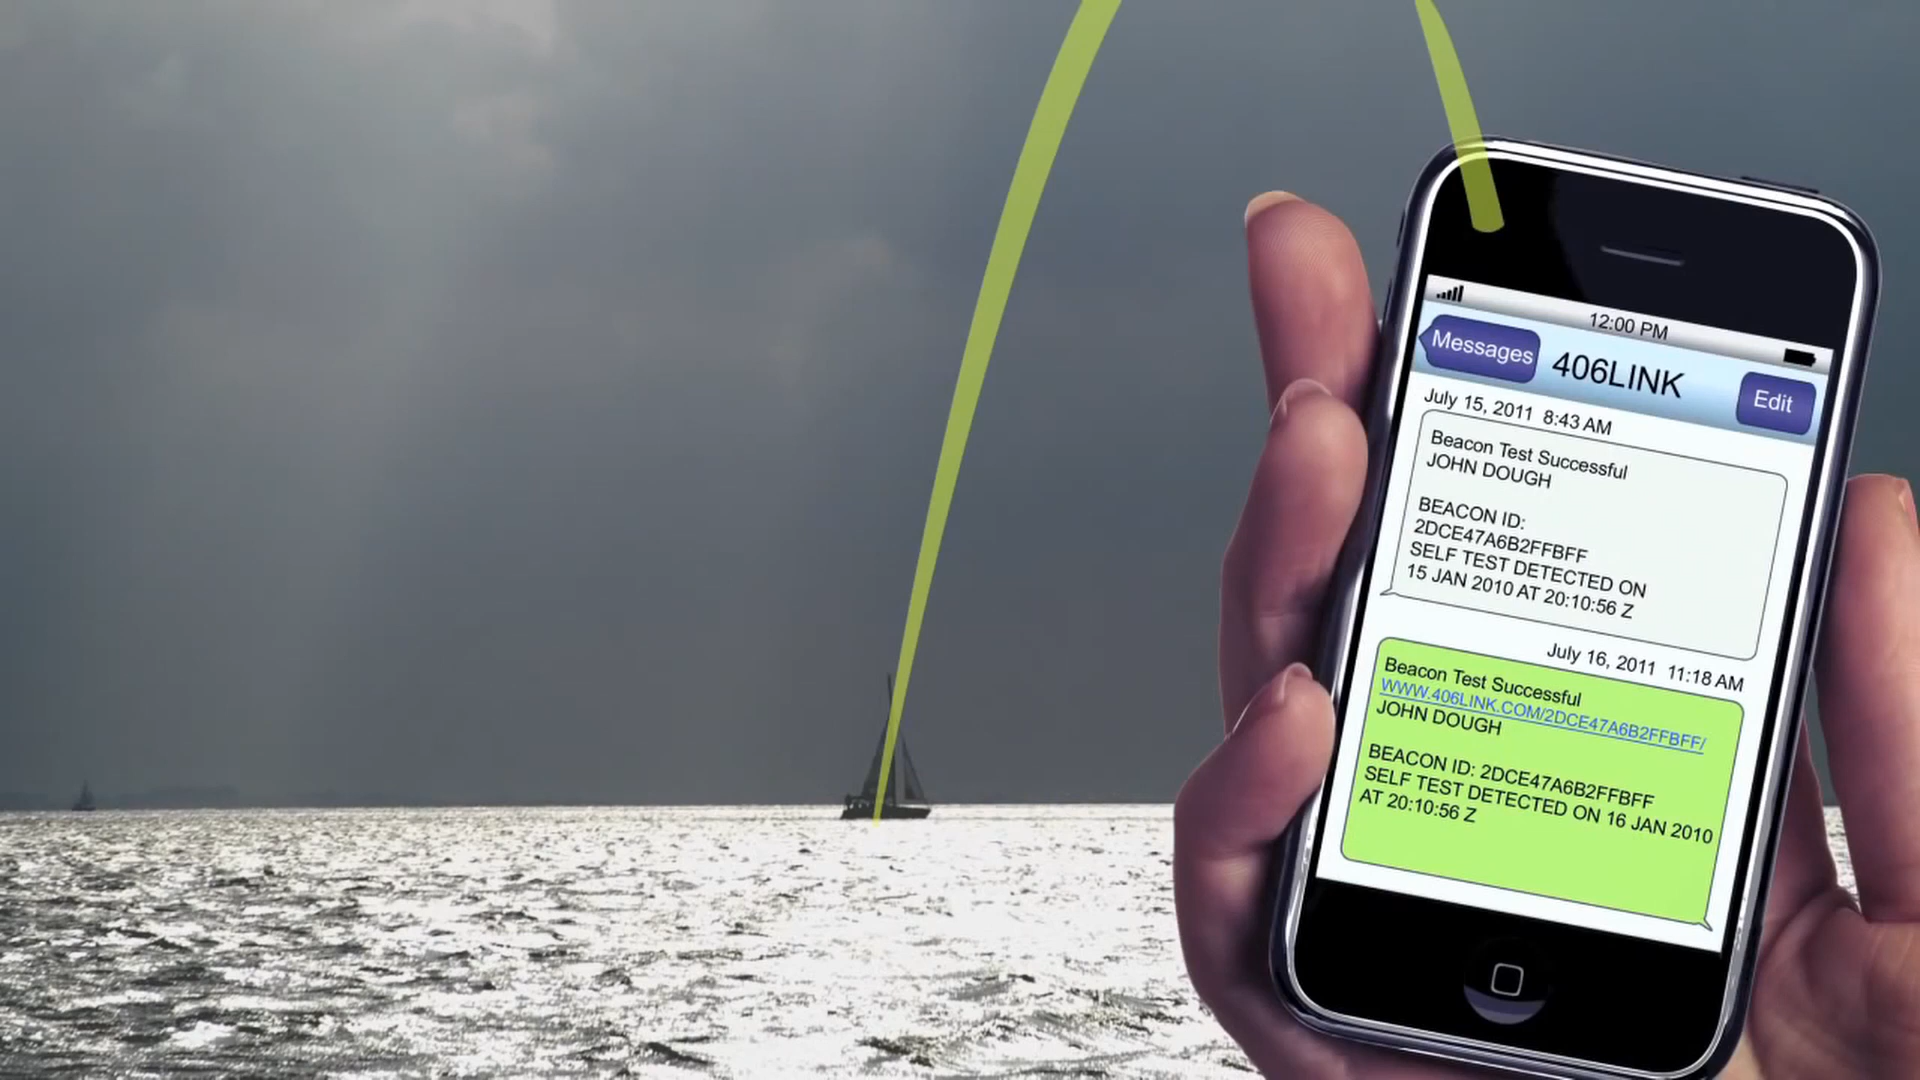 12:00 PM
Messages
406LINK
Edit
July 15, 2011 8:43 AM
Beacon Test Successful
JOHN DOUGH
BEACON ID:
2DCE47A6B2FFBFF
SELF TEST DETECTED ON
15 JAN 2010 AT 20:10:56 Z
July 16, 2011 11:18 AM
Beacon Test Successful
WWW.406LINK.COM/2DCE47A6B2FFBFF/
JOHN DOUGH
BEACON ID: 2DCE47A6B2FFBFF
SELF TEST DETECTED ON 16 JAN 2010
AT 20:10:56 Z